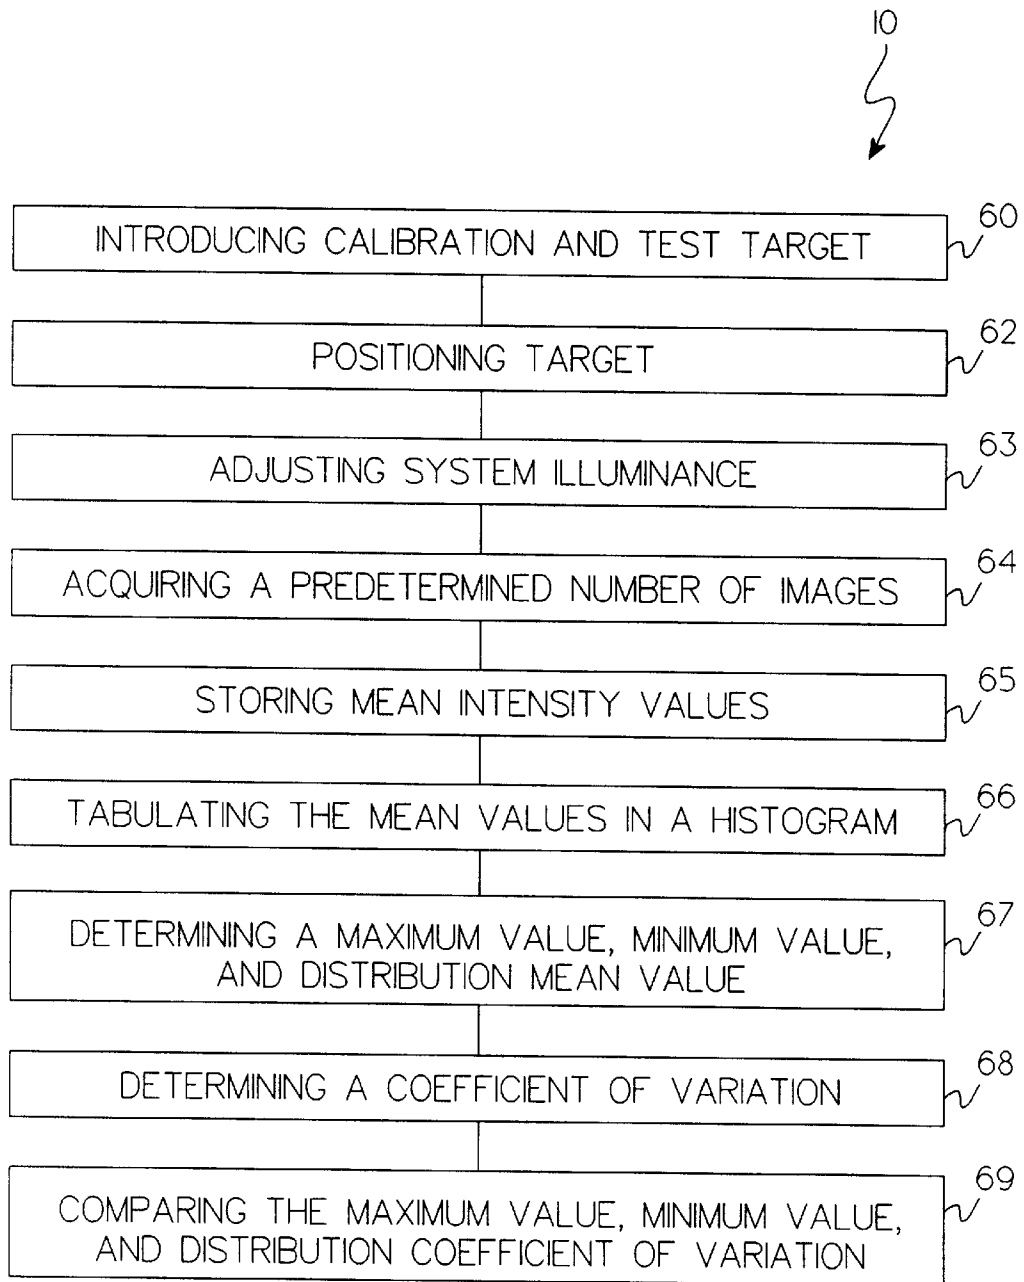 10
INTRODUCING CALIBRATION AND TEST TARGET 60
POSITIONING TARGET 62
ADJUSTING SYSTEM ILLUMINANCE 63
ACQUIRING A PREDETERMINED NUMBER OF IMAGES 64
STORING MEAN INTENSITY VALUES 65
TABULATING THE MEAN VALUES IN A HISTOGRAM 66
DETERMINING A MAXIMUM VALUE, MINIMUM VALUE, 67
AND DISTRIBUTION MEAN VALUE
DETERMINING A COEFFICIENT OF VARIATION 68
COMPARING THE MAXIMUM VALUE, MINIMUM VALUE, 69
AND DISTRIBUTION COEFFICIENT OF VARIATION